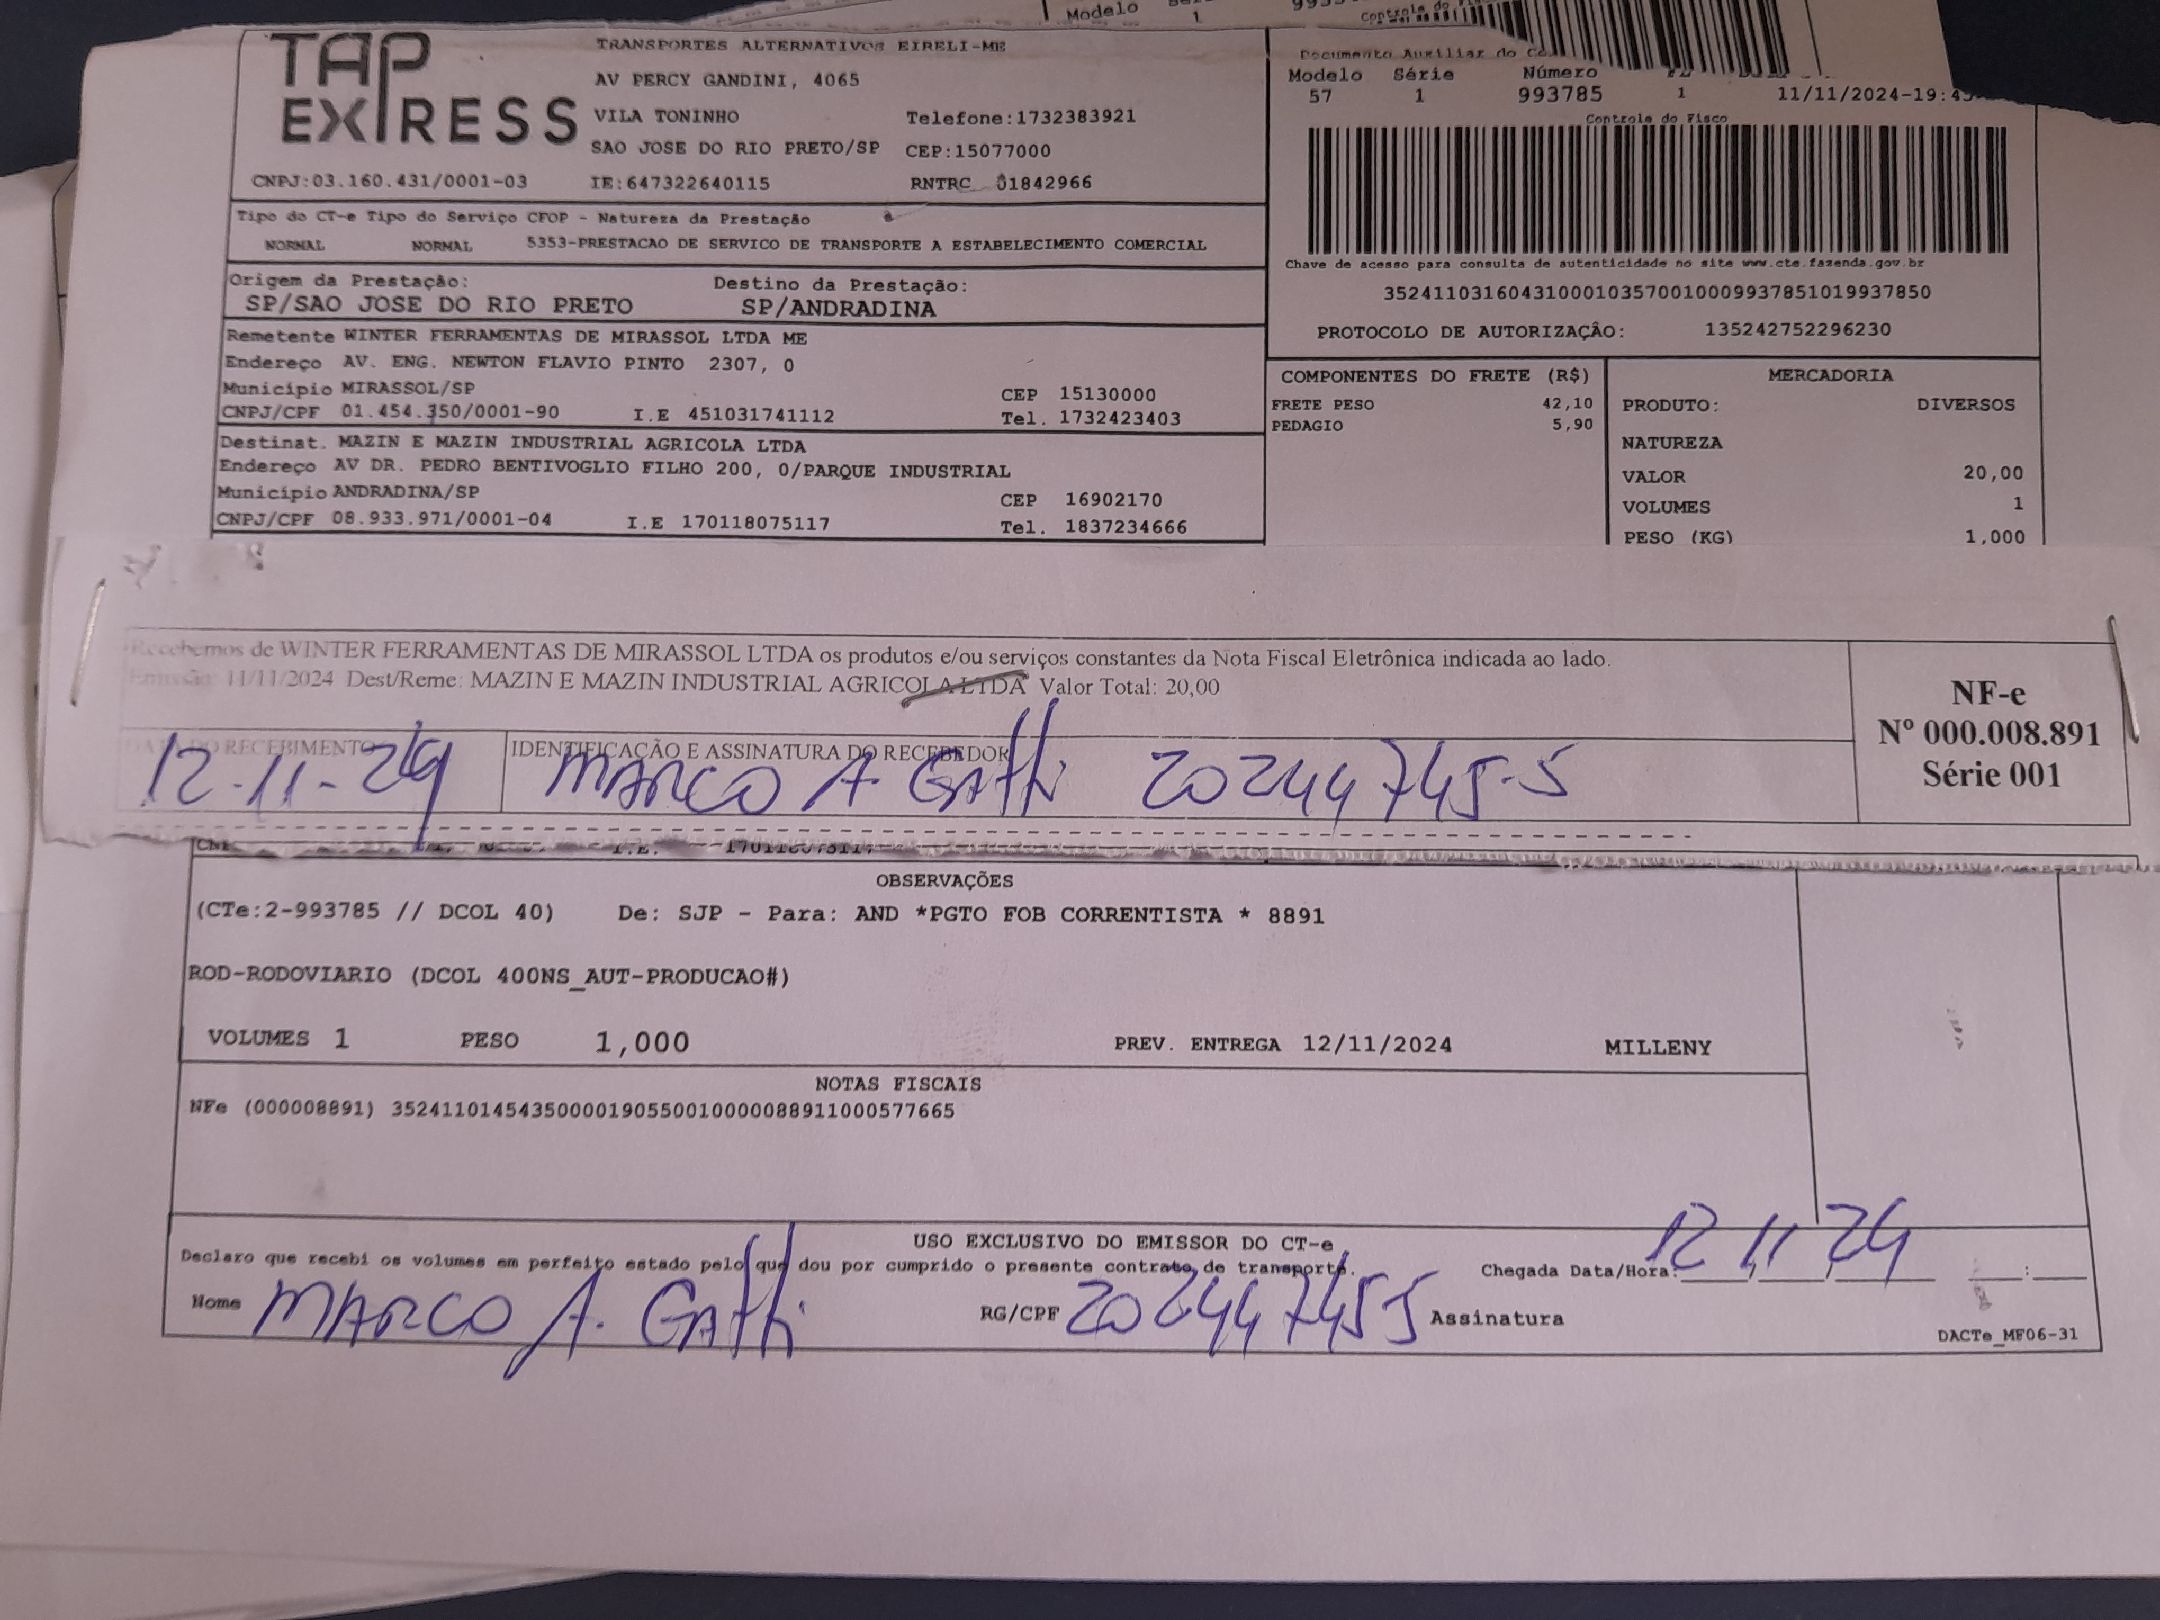 Modelo
1
TAP EXPRESS
TRANSPORTES ALTERNATIVOS EIRELI-ME
AV PERCY GANDINI, 4065
VILA TONINHO Telefone:1732383921
SAO JOSE DO RIO PRETO/SP CEP:15077000
CNPJ:03.160.431/0001-03 IE:647322640115 RNTRC 01842966
Documento Auxiliar do
Modelo Série Número
57 1 993785 1 11/11/2024-19:4
Controle do Fisco
Chave de acesso para consulta de autenticidade no site www.cte.fazenda.gov.br
35241103160431000103570010009937851019937850
PROTOCOLO DE AUTORIZAÇÃO: 135242752296230
Tipo do CT-e Tipo do Serviço CFOP - Natureza da Prestação
NORMAL NORMAL 5353-PRESTACAO DE SERVICO DE TRANSPORTE A ESTABELECIMENTO COMERCIAL
Origem da Prestação: Destino da Prestação:
SP/SAO JOSE DO RIO PRETO SP/ANDRADINA
Remetente WINTER FERRAMENTAS DE MIRASSOL LTDA ME
Endereço AV. ENG. NEWTON FLAVIO PINTO 2307, 0
Município MIRASSOL/SP CEP 15130000
CNPJ/CPF 01.454.350/0001-90 I.E 451031741112 Tel. 1732423403
Destinat. MAZIN E MAZIN INDUSTRIAL AGRICOLA LTDA
Endereço AV DR. PEDRO BENTIVOGLIO FILHO 200, 0/PARQUE INDUSTRIAL
Município ANDRADINA/SP CEP 16902170
CNPJ/CPF 08.933.971/0001-04 I.E 170118075117 Tel. 1837234666
COMPONENTES DO FRETE (R$)
FRETE PESO 42,10
PEDAGIO 5,90
MERCADORIA
PRODUTO: DIVERSOS
NATUREZA
VALOR 20,00
VOLUMES 1
PESO (KG) 1,000
Recebemos de WINTER FERRAMENTAS DE MIRASSOL LTDA os produtos e/ou serviços constantes da Nota Fiscal Eletrônica indicada ao lado.
Emissão: 11/11/2024 Dest/Reme: MAZIN E MAZIN INDUSTRIAL AGRICOLA LTDA Valor Total: 20,00
DATA DO RECEBIMENTO IDENTIFICAÇÃO E ASSINATURA DO RECEBEDOR
12-11-24 MARCO A. GAtti 20244745-5
NF-e
Nº 000.008.891
Série 001
I.E. 170118075117
OBSERVAÇÕES
(CTe:2-993785 // DCOL 40) De: SJP - Para: AND *PGTO FOB CORRENTISTA * 8891
ROD-RODOVIARIO (DCOL 400NS_AUT-PRODUCAO#)
VOLUMES 1 PESO 1,000 PREV. ENTREGA 12/11/2024 MILLENY
NOTAS FISCAIS
NFe (000008891) 35241101454350000190550010000088911000577665
USO EXCLUSIVO DO EMISSOR DO CT-e
Declaro que recebi os volumes em perfeito estado pelo que dou por cumprido o presente contrato de transporte.
Chegada Data/Hora: 12 11 24
Nome MARCO A. GAtti RG/CPF 202447455 Assinatura
DACTe_MF06-31